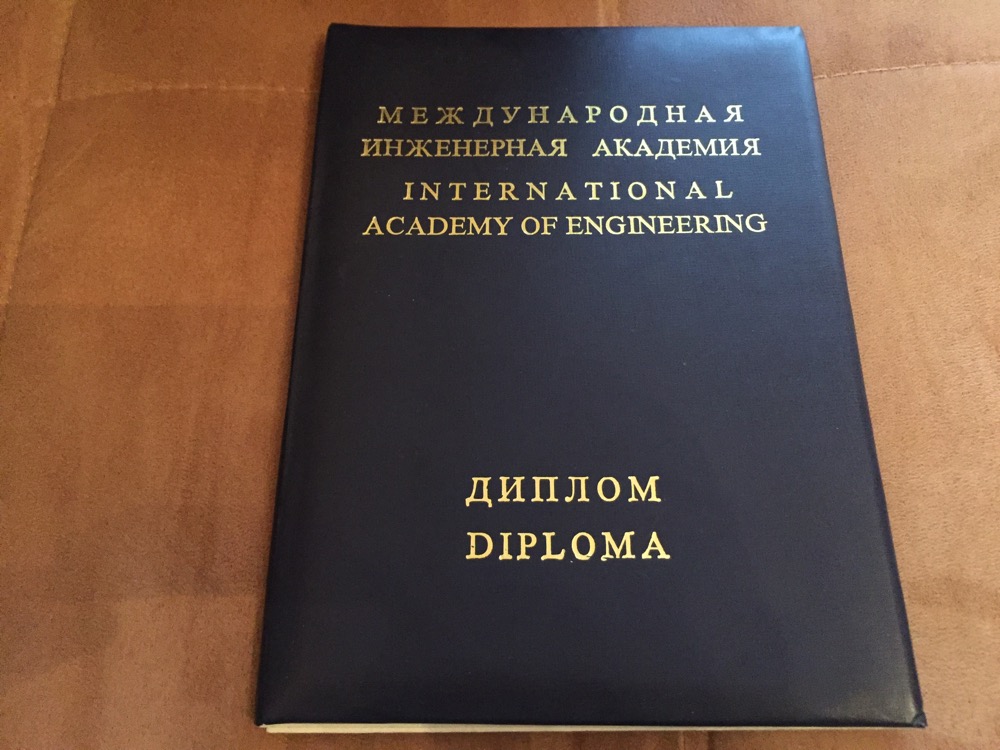 МЕЖДУНАРОДНАЯ
ИНЖЕНЕРНАЯ АКАДЕМИЯ
INTERNATIONAL
ACADEMY OF ENGINEERING
ДИПЛОМ
DIPLOMA